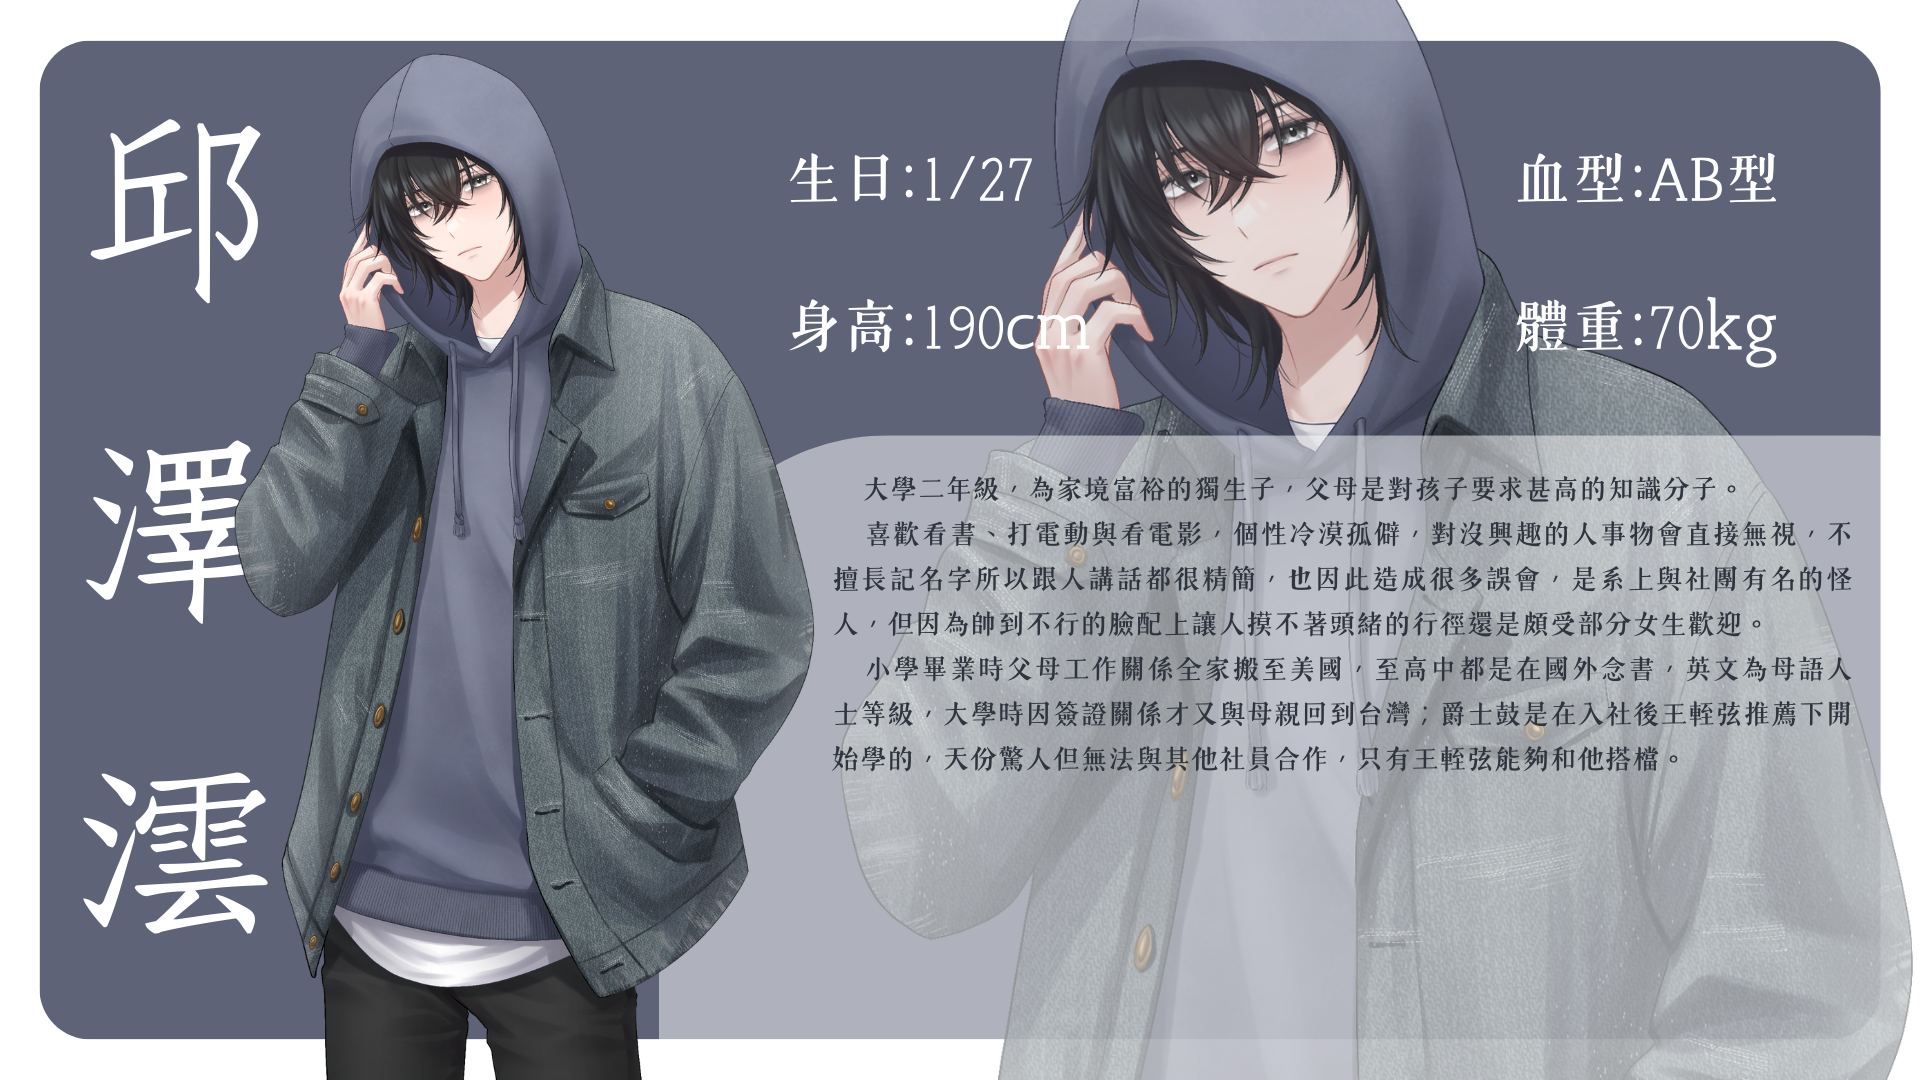 邱澤澐
生日:1/27
血型:AB型
身高:190cm
體重:70kg
大學二年級，為家境富裕的獨生子，父母是對孩子要求甚高的知識分子。
喜歡看書、打電動與看電影，個性冷漠孤僻，對沒興趣的人事物會直接無視，不
擅長記名字所以跟人講話都很精簡，也因此造成很多誤會，是系上與社團有名的怪
人，但因為帥到不行的臉配上讓人摸不著頭緒的行徑還是頗受部分女生歡迎。
小學畢業時父母工作關係全家搬至美國，至高中都是在國外念書，英文為母語人
士等級，大學時因簽證關係才又與母親回到台灣；爵士鼓是在入社後王輊弦推薦下開
始學的，天份驚人但無法與其他社員合作，只有王輊弦能夠和他搭檔。